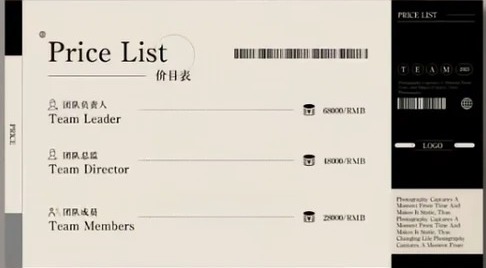 Price List
价目表
团队负责人
Team Leader
68000/RMB
团队总监
Team Director
48000/RMB
团队成员
Team Members
28000/RMB
PRICE
PRICE LIST
TEAM
LOGO
Photography Captures A
Moment From Time And
Makes Is Static, Thus
Photography Captures A
Moment From Time And
Makes Is Static, Thus
Changing Life Photography
Captures A Moment From